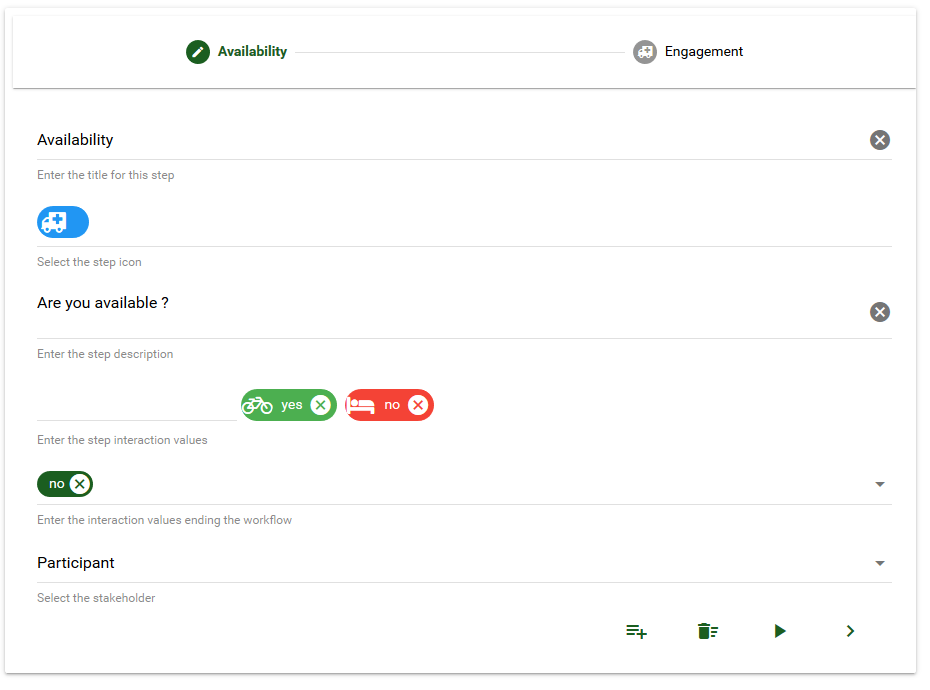 Availability
Engagement
Availability
Enter the title for this step
Select the step icon
Are you available ?
Enter the step description
yes
no
Enter the step interaction values
no
Enter the interaction values ending the workflow
Participant
Select the stakeholder